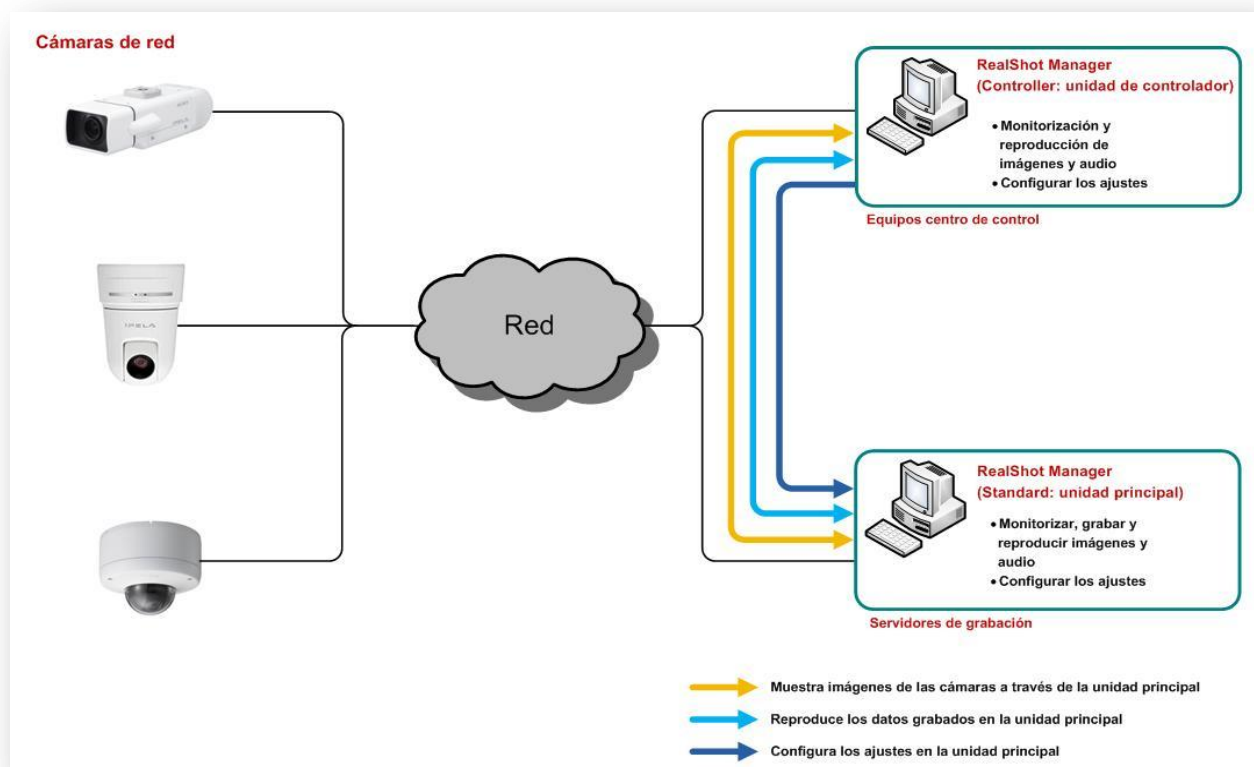 Cámaras de red
IPELA
Red
RealShot Manager
(Controller: unidad de controlador)
• Monitorización y
reproducción de
imágenes y audio
• Configurar los ajustes
Equipos centro de control
RealShot Manager
(Standard: unidad principal)
• Monitorizar, grabar y
reproducir imágenes y
audio
• Configurar los ajustes
Servidores de grabación
Muestra imágenes de las cámaras a través de la unidad principal
Reproduce los datos grabados en la unidad principal
Configura los ajustes en la unidad principal